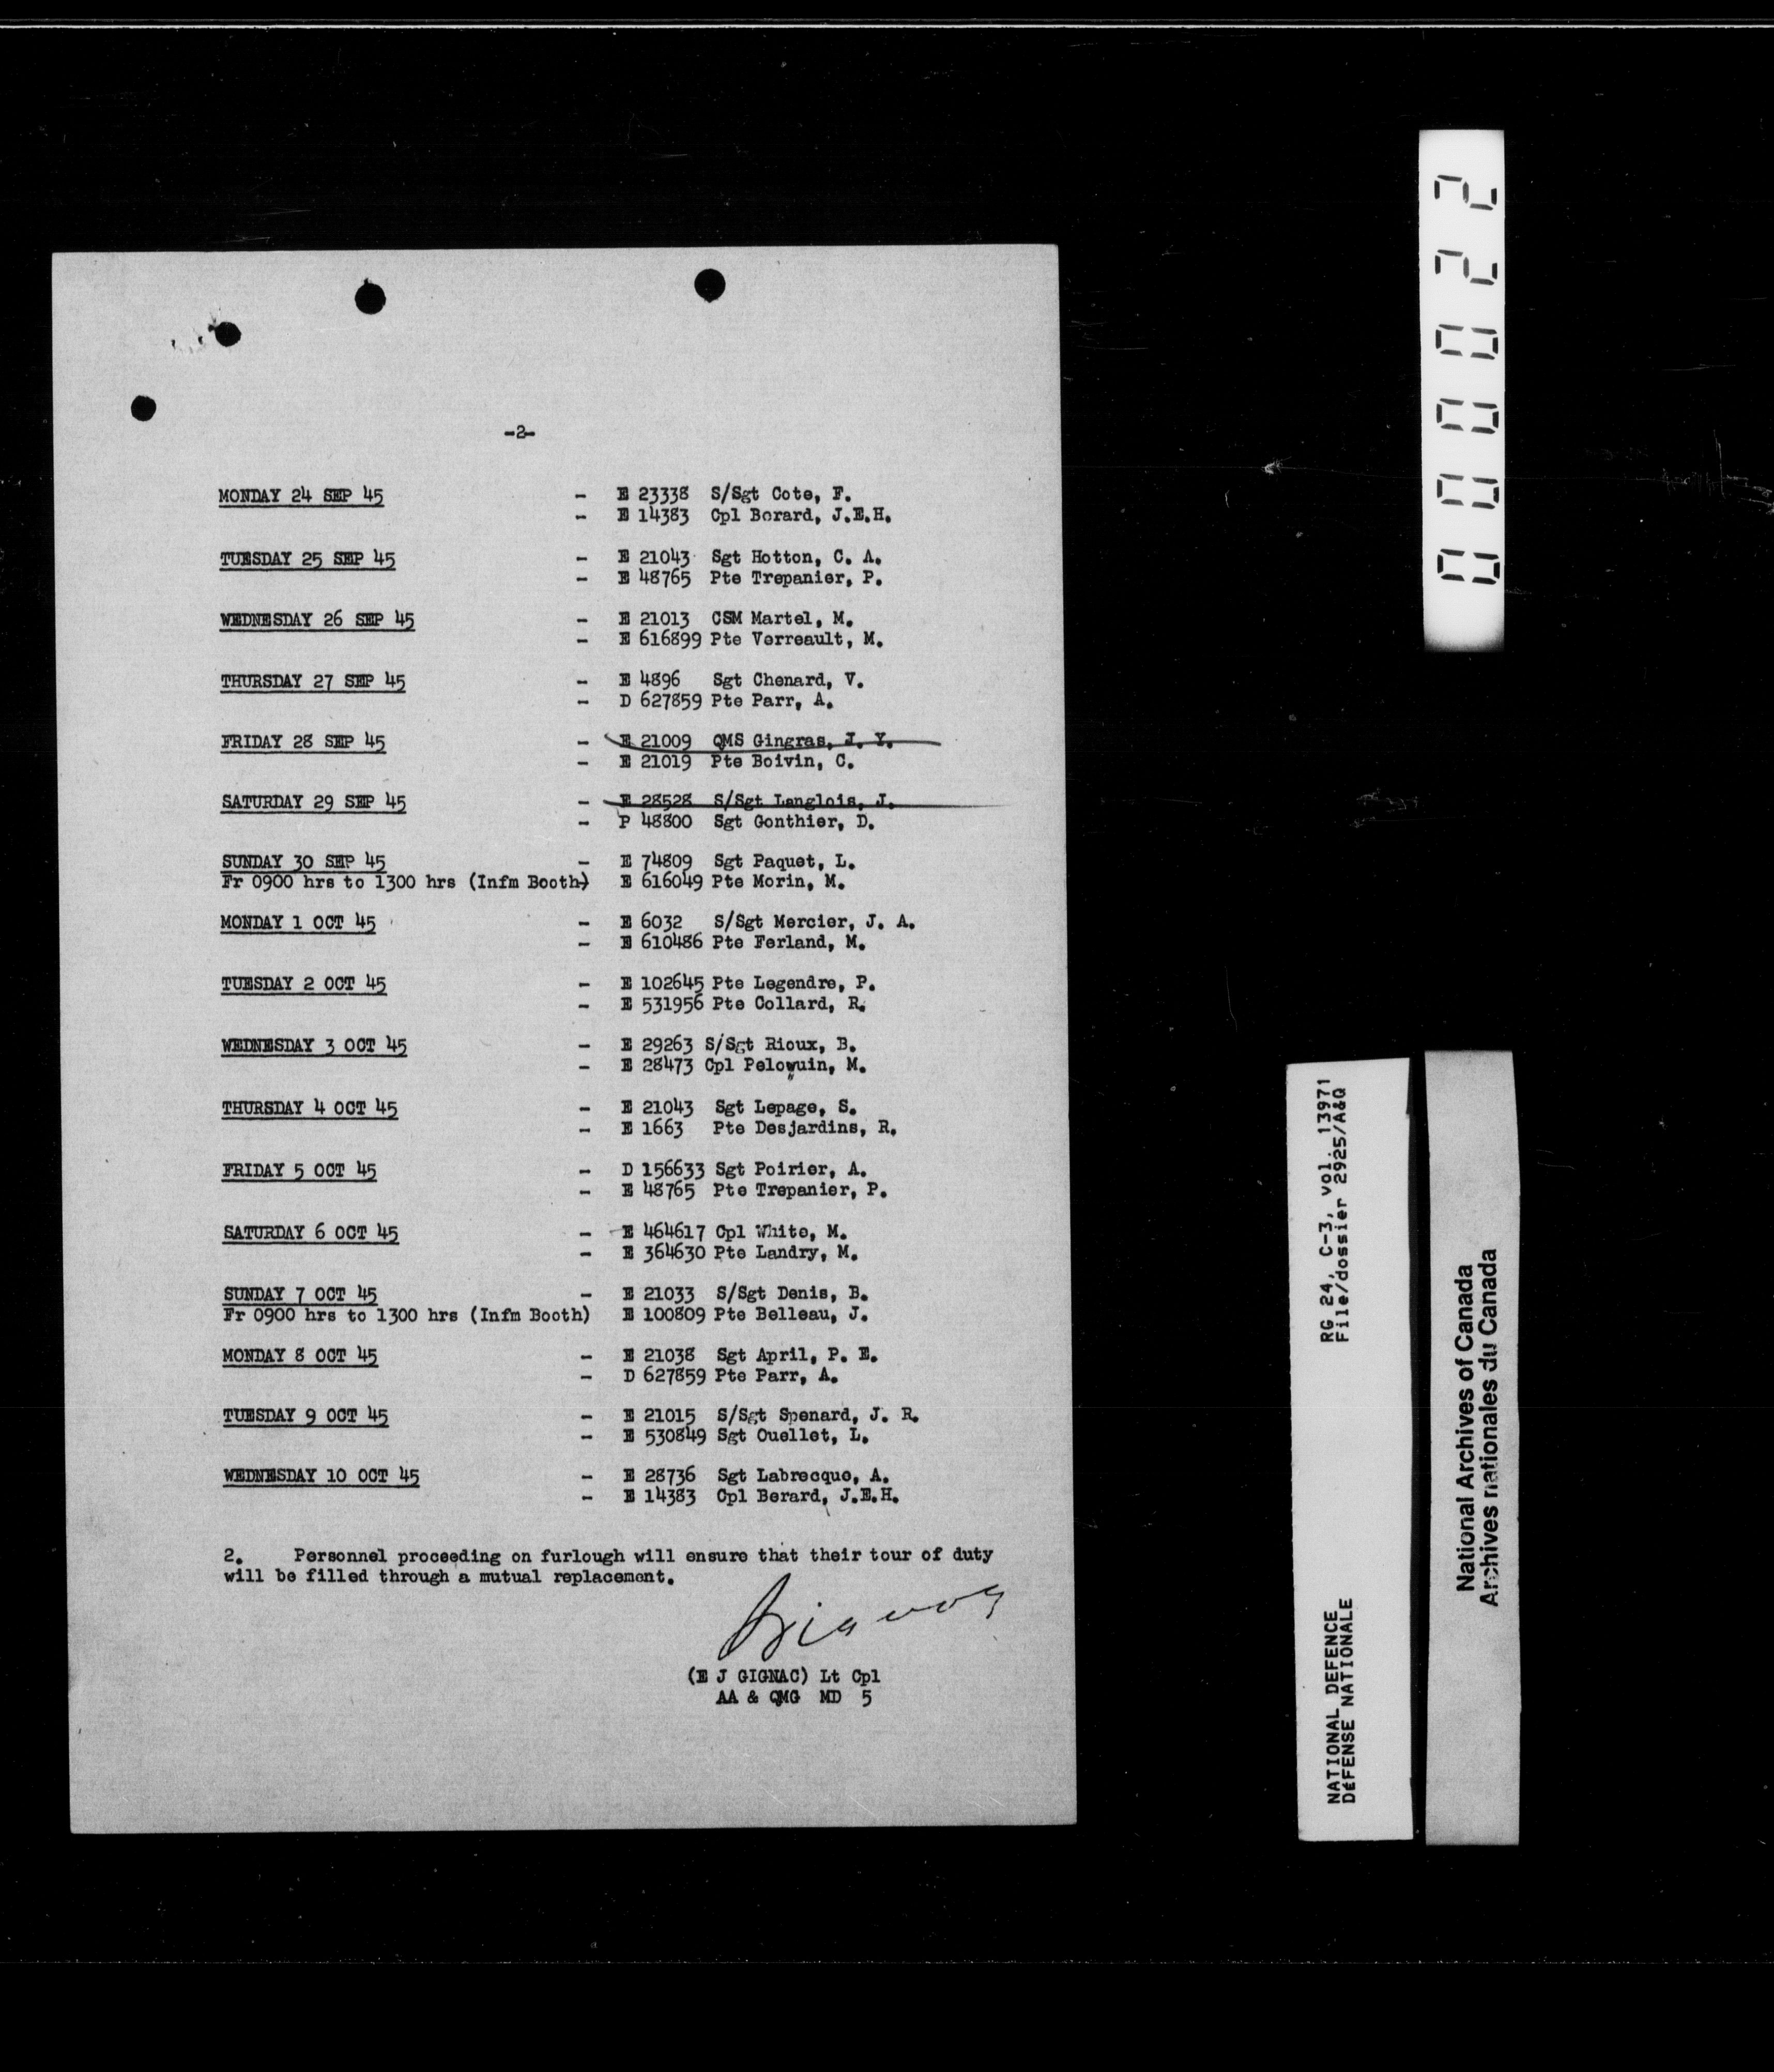 -2-
MONDAY 24 SEP 45 - E 23338 S/Sgt Cote, F.
- E 14383 Cpl Berard, J.E.H.
TUESDAY 25 SEP 45 - E 21043 Sgt Hotton, C. A.
- E 48765 Pte Trepanier, P.
WEDNESDAY 26 SEP 45 - E 21013 CSM Martel, M.
- E 616899 Pte Verreault, M.
THURSDAY 27 SEP 45 - E 4896 Sgt Chenard, V.
- D 627859 Pte Parr, A.
FRIDAY 28 SEP 45 - E 21009 QMS Gingras, J. Y.
- E 21019 Pte Boivin, C.
SATURDAY 29 SEP 45 - E 28528 S/Sgt Langlois, J.
- P 48800 Sgt Gonthier, D.
SUNDAY 30 SEP 45 - E 74809 Sgt Paquet, L.
Fr 0900 hrs to 1300 hrs (Infm Booth) E 616049 Pte Morin, M.
MONDAY 1 OCT 45 - E 6032 S/Sgt Mercier, J. A.
- E 610486 Pte Ferland, M.
TUESDAY 2 OCT 45 - E 102645 Pte Legendre, P.
- E 531956 Pte Collard, R.
WEDNESDAY 3 OCT 45 - E 29263 S/Sgt Rioux, B.
- E 28473 Cpl Peloquin, M.
THURSDAY 4 OCT 45 - E 21043 Sgt Lepage, S.
- E 1663 Pte Desjardins, R.
FRIDAY 5 OCT 45 - D 156633 Sgt Poirier, A.
- E 48765 Pte Trepanier, P.
SATURDAY 6 OCT 45 - E 464617 Cpl White, M.
- E 364630 Pte Landry, M.
SUNDAY 7 OCT 45 - E 21033 S/Sgt Denis, B.
Fr 0900 hrs to 1300 hrs (Infm Booth) E 100809 Pte Belleau, J.
MONDAY 8 OCT 45 - E 21038 Sgt April, P. E.
- D 627859 Pte Parr, A.
TUESDAY 9 OCT 45 - E 21015 S/Sgt Spenard, J. R.
- E 530849 Sgt Ouellet, L.
WEDNESDAY 10 OCT 45 - E 28736 Sgt Labrecque, A.
- E 14383 Cpl Berard, J.E.H.
2. Personnel proceeding on furlough will ensure that their tour of duty
will be filled through a mutual replacement.
(E J GIGNAC) Lt Cpl
AA & QMG MD 5
000022
RG 24, C-3, vol. 13971
File/dossier 2925/A&Q
NATIONAL DEFENCE
DÉFENSE NATIONALE
National Archives of Canada
Archives nationales du Canada